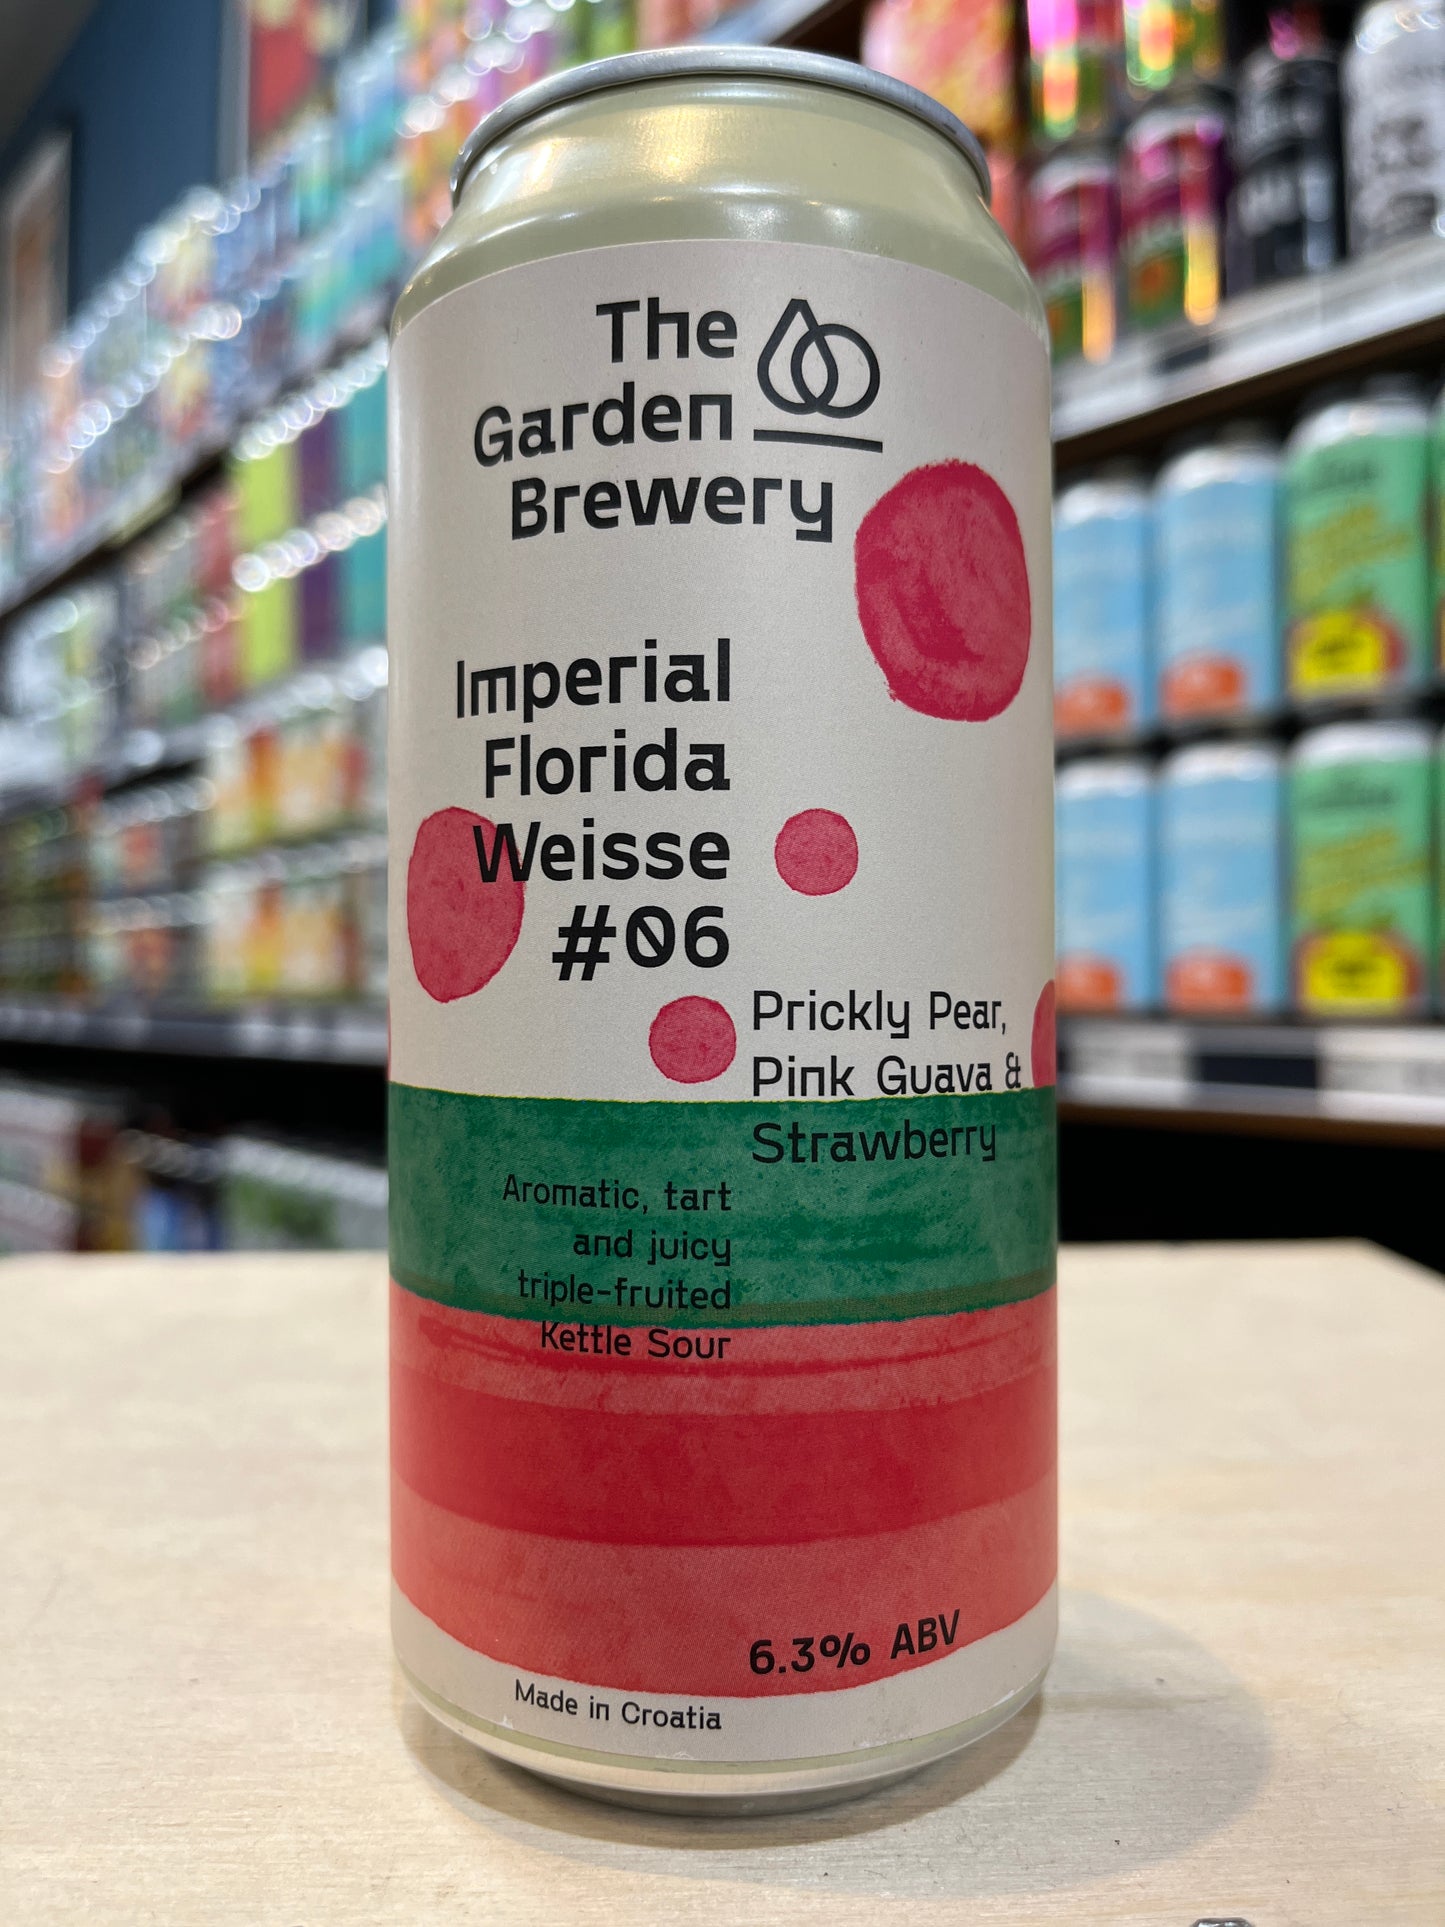 The
Garden
Brewery
Imperial
Florida
Weisse
#06
Prickly Pear,
Pink Guava &
Strawberry
Aromatic, tart
and juicy
triple-fruited
Kettle Sour
6.3% ABV
Made in Croatia